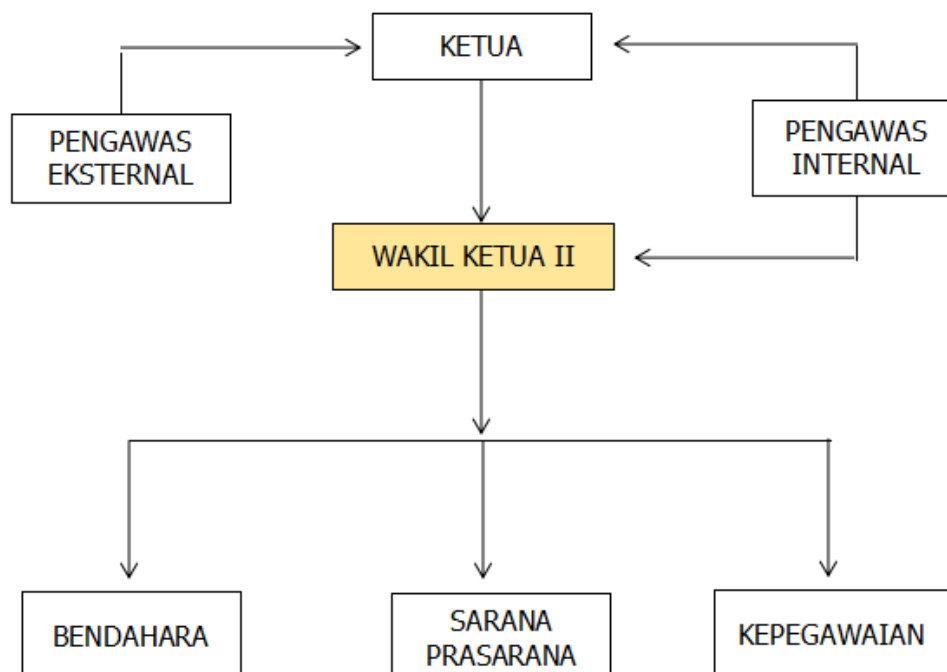 KETUA
PENGAWAS
EKSTERNAL
PENGAWAS
INTERNAL
WAKIL KETUA II
BENDAHARA
SARANA
PRASARANA
KEPEGAWAIAN